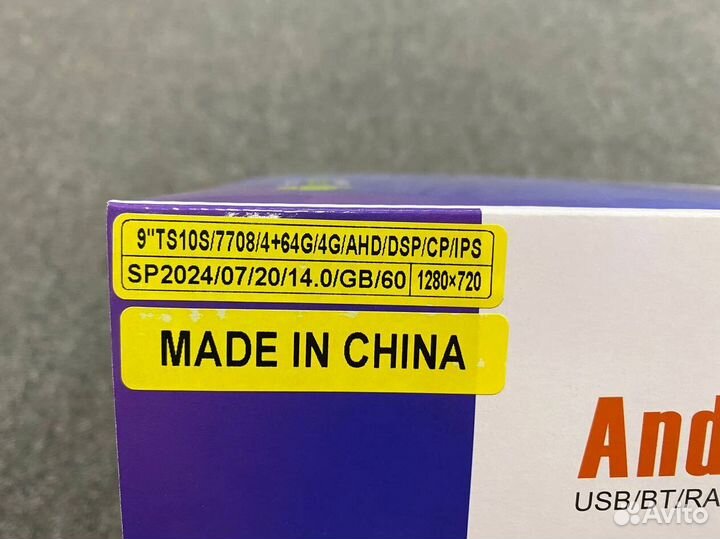 9"TS10S/7708/4+64G/4G/AHD/DSP/CP/IPS
SP2024/07/20/14.0/GB/60 1280×720
MADE IN CHINA
And
USB/BT/RA
Avito